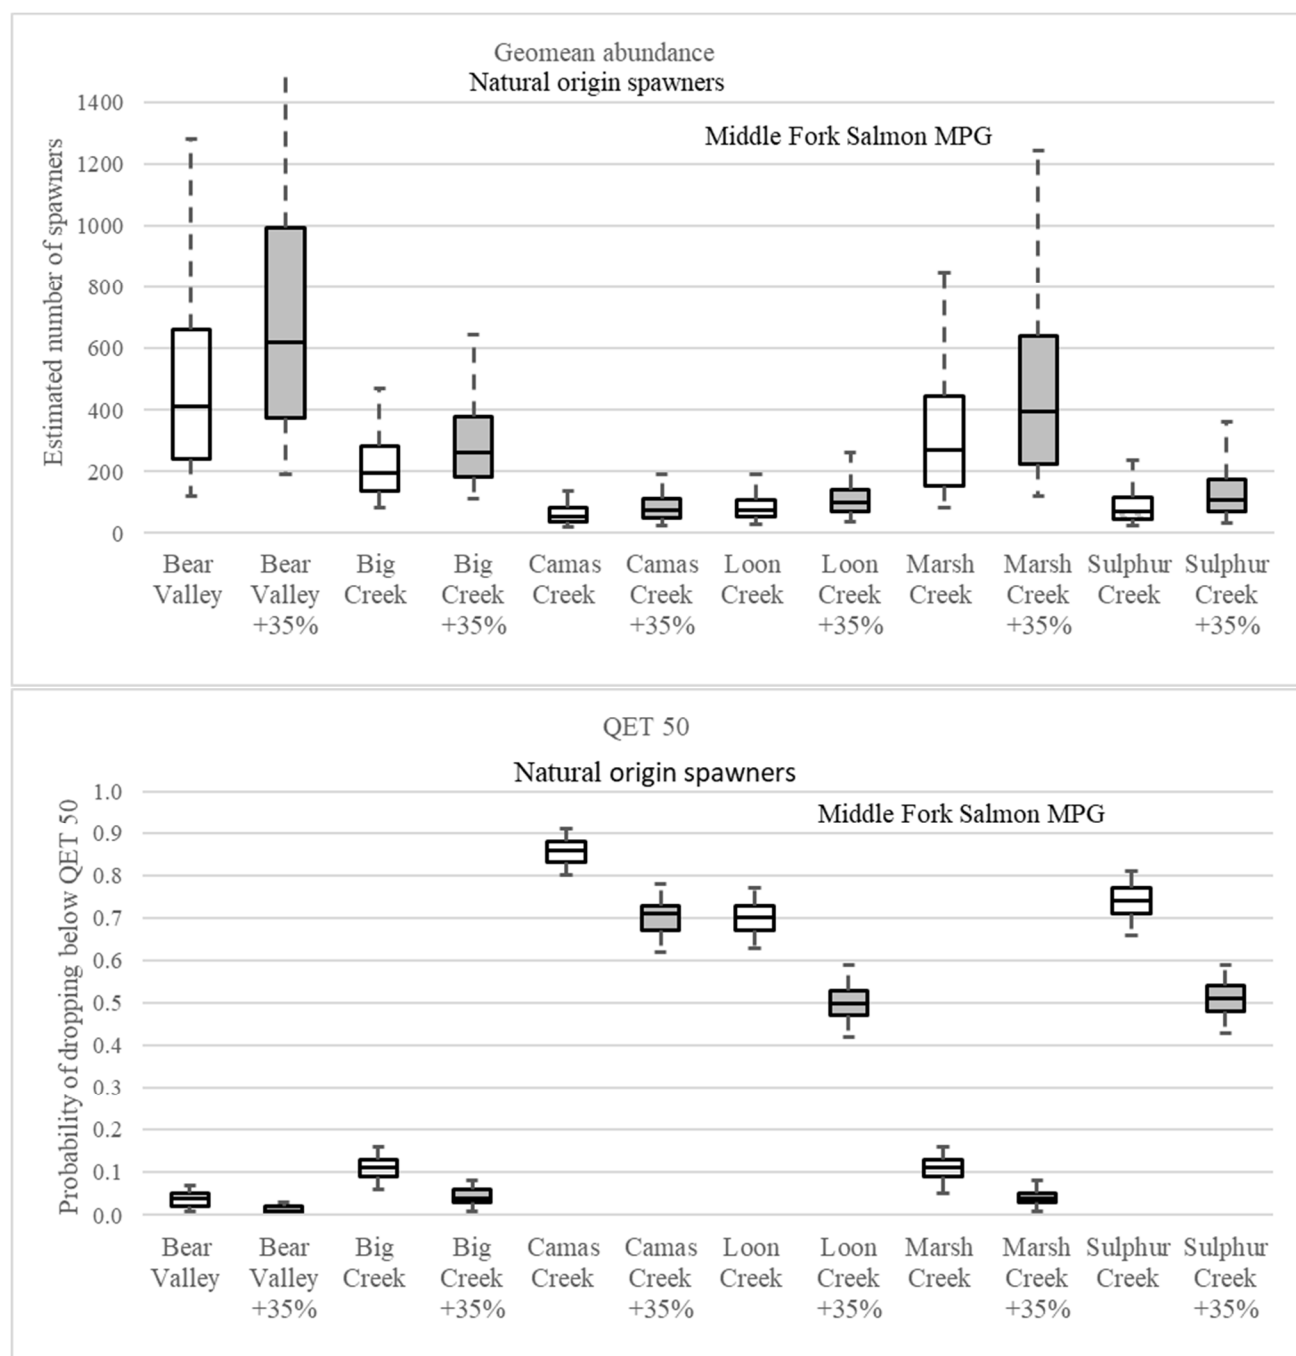 Geomean abundance
Natural origin spawners
Middle Fork Salmon MPG
Estimated number of spawners
1400
1200
1000
800
600
400
200
0
Bear Valley
Bear Valley +35%
Big Creek
Big Creek +35%
Camas Creek
Camas Creek +35%
Loon Creek
Loon Creek +35%
Marsh Creek
Marsh Creek +35%
Sulphur Creek
Sulphur Creek +35%
QET 50
Natural origin spawners
Middle Fork Salmon MPG
Probability of dropping below QET 50
1.0
0.9
0.8
0.7
0.6
0.5
0.4
0.3
0.2
0.1
0.0
Bear Valley
Bear Valley +35%
Big Creek
Big Creek +35%
Camas Creek
Camas Creek +35%
Loon Creek
Loon Creek +35%
Marsh Creek
Marsh Creek +35%
Sulphur Creek
Sulphur Creek +35%